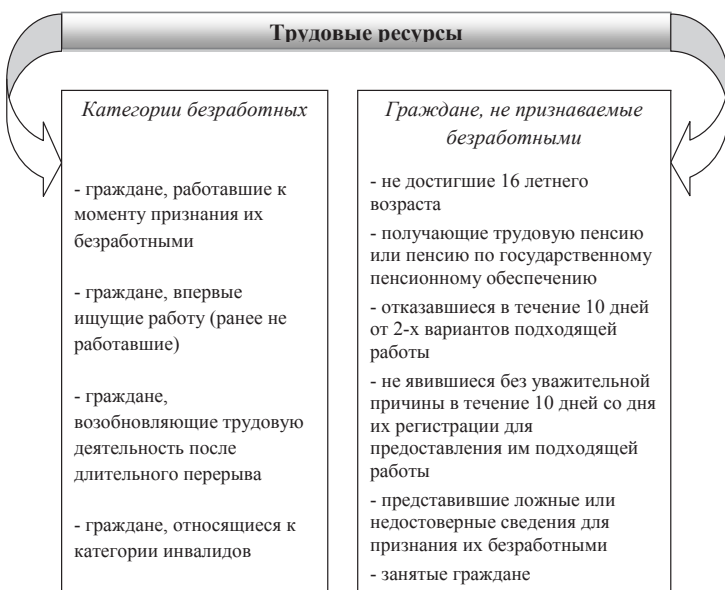 Трудовые ресурсы
Категории безработных
- граждане, работавшие к
моменту признания их
безработными
- граждане, впервые
ищущие работу (ранее не
работавшие)
- граждане,
возобновляющие трудовую
деятельность после
длительного перерыва
- граждане, относящиеся к
категории инвалидов
Граждане, не признаваемые
безработными
- не достигшие 16 летнего
возраста
- получающие трудовую пенсию
или пенсию по государственному
пенсионному обеспечению
- отказавшиеся в течение 10 дней
от 2-х вариантов подходящей
работы
- не явившиеся без уважительной
причины в течение 10 дней со дня
их регистрации для
предоставления им подходящей
работы
- представившие ложные или
недостоверные сведения для
признания их безработными
- занятые граждане